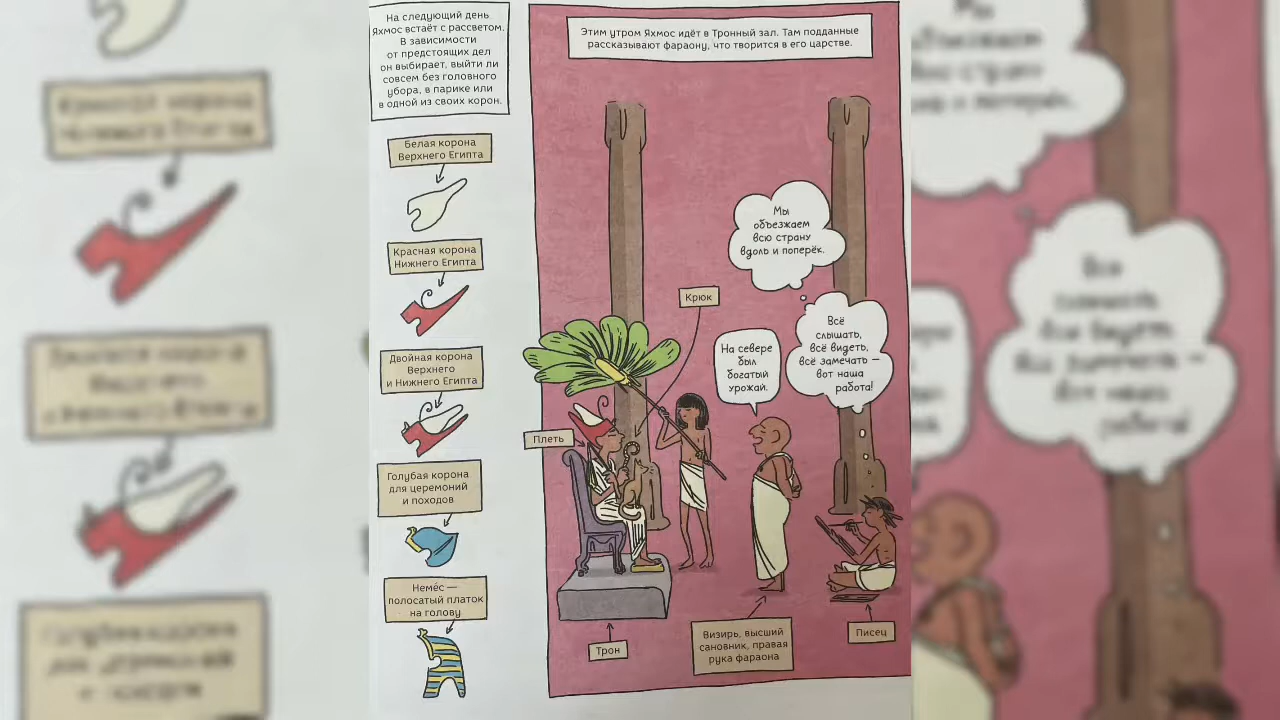 На следующий день
Яхмос встаёт с рассветом.
В зависимости
от предстоящих дел
он выбирает, выйти ли
совсем без головного
убора, в парике или
в одной из своих корон.
Белая корона
Верхнего Египта
Красная корона
Нижнего Египта
Двойная корона
Верхнего
и Нижнего Египта
Голубая корона
для церемоний
и походов
Неме́с —
полосатый платок
на голову
Этим утром Яхмос идёт в Тронный зал. Там подданные
рассказывают фараону, что творится в его царстве.
Мы
объезжаем
всю страну
вдоль и поперёк.
Крюк
Всё
слышать,
всё видеть,
всё замечать —
вот наша
работа!
На севере
был
богатый
урожай.
Плеть
Трон
Визирь, высший
сановник, правая
рука фараона
Писец